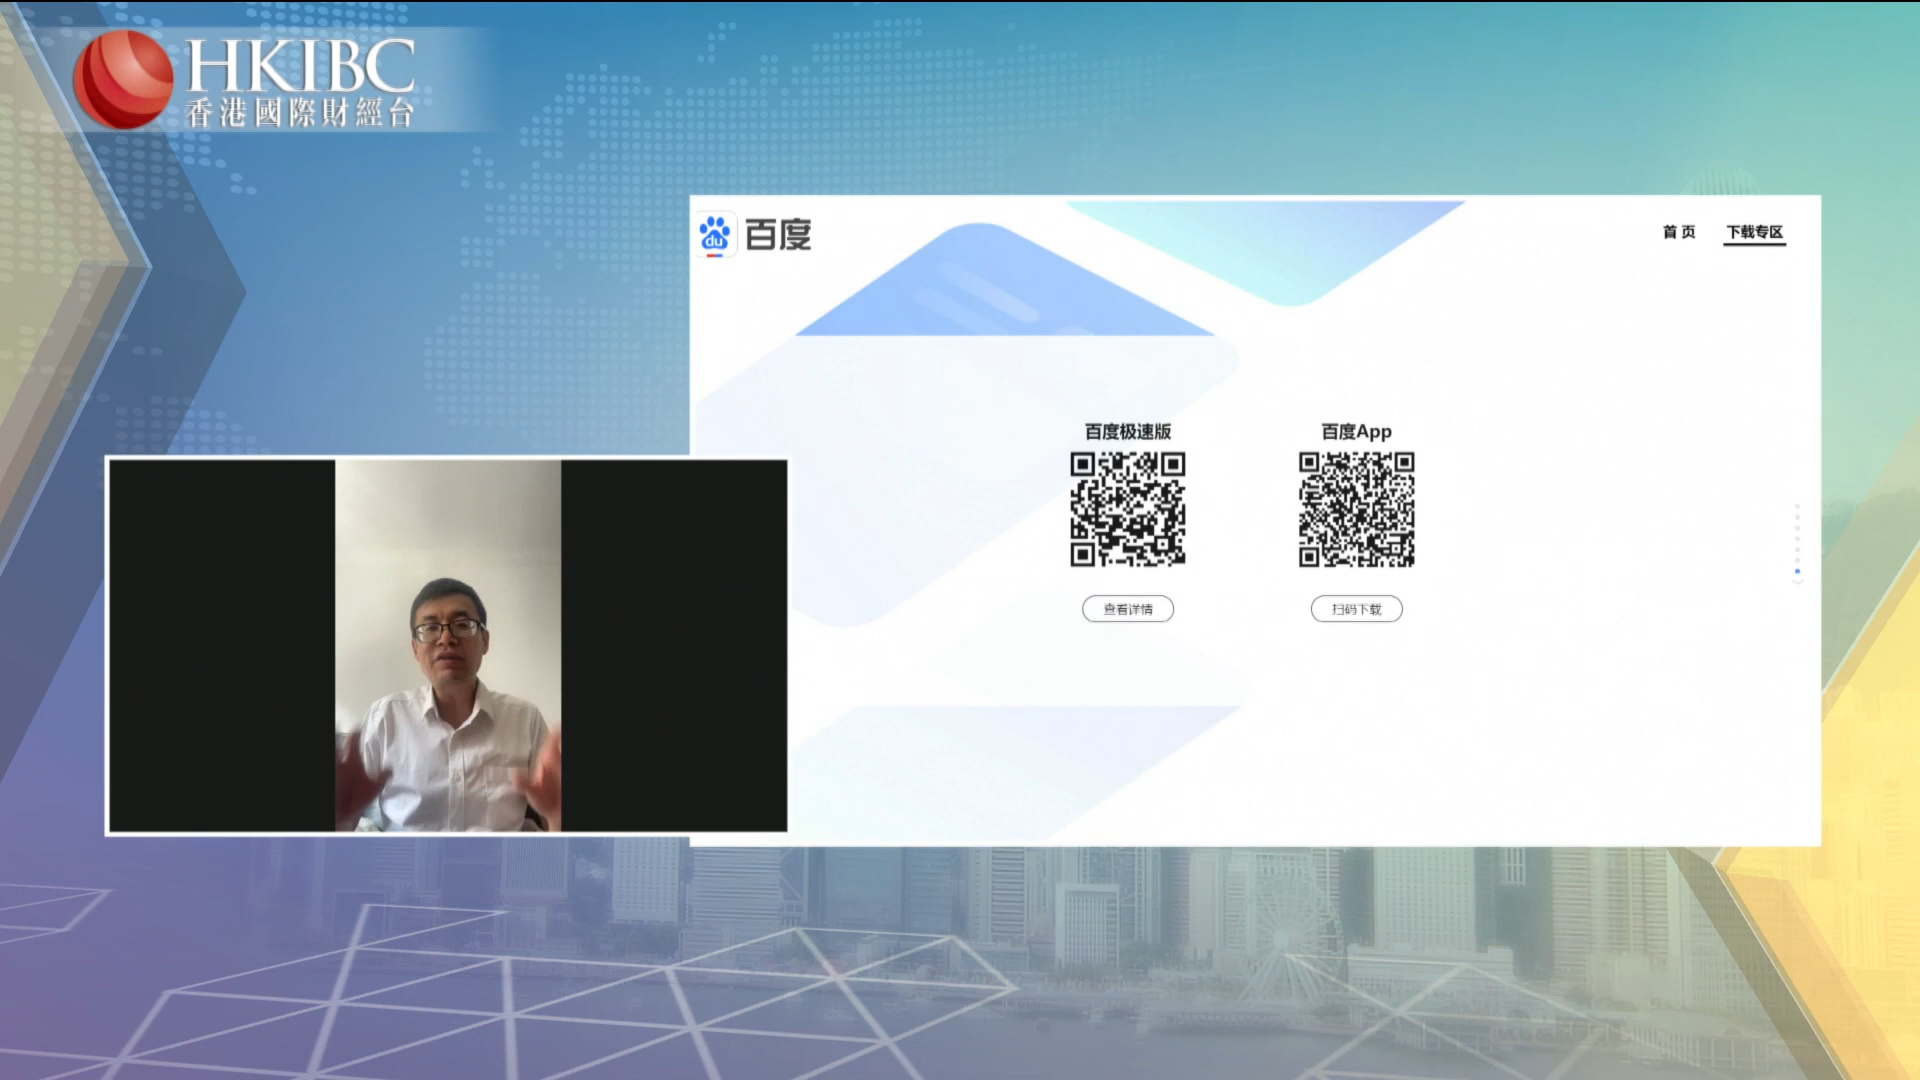 HKIBC
香港國際財經台
du 百度
首页 下载专区
百度极速版 百度App
查看详情 扫码下载